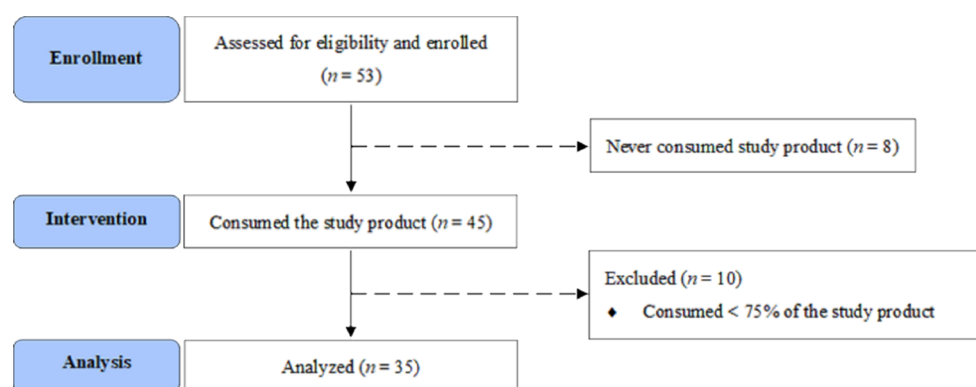 Enrollment
Assessed for eligibility and enrolled
(n = 53)
Never consumed study product (n = 8)
Intervention
Consumed the study product (n = 45)
Excluded (n = 10)
♦ Consumed < 75% of the study product
Analysis
Analyzed (n = 35)